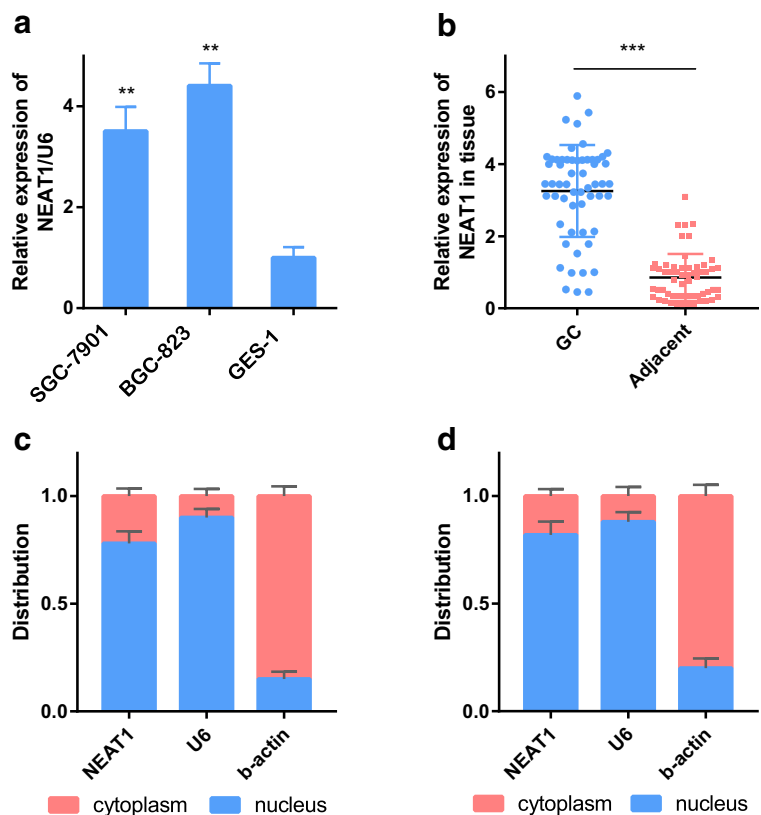 a
Relative expression of
NEAT1/U6
4
2
0
**
**
SGC-7901
BGC-823
GES-1
b
Relative expression of
NEAT1 in tissue
6
4
2
0
***
GC
Adjacent
c
Distribution
1.0
0.5
0.0
NEAT1
U6
b-actin
cytoplasm
nucleus
d
Distribution
1.0
0.5
0.0
NEAT1
U6
b-actin
cytoplasm
nucleus